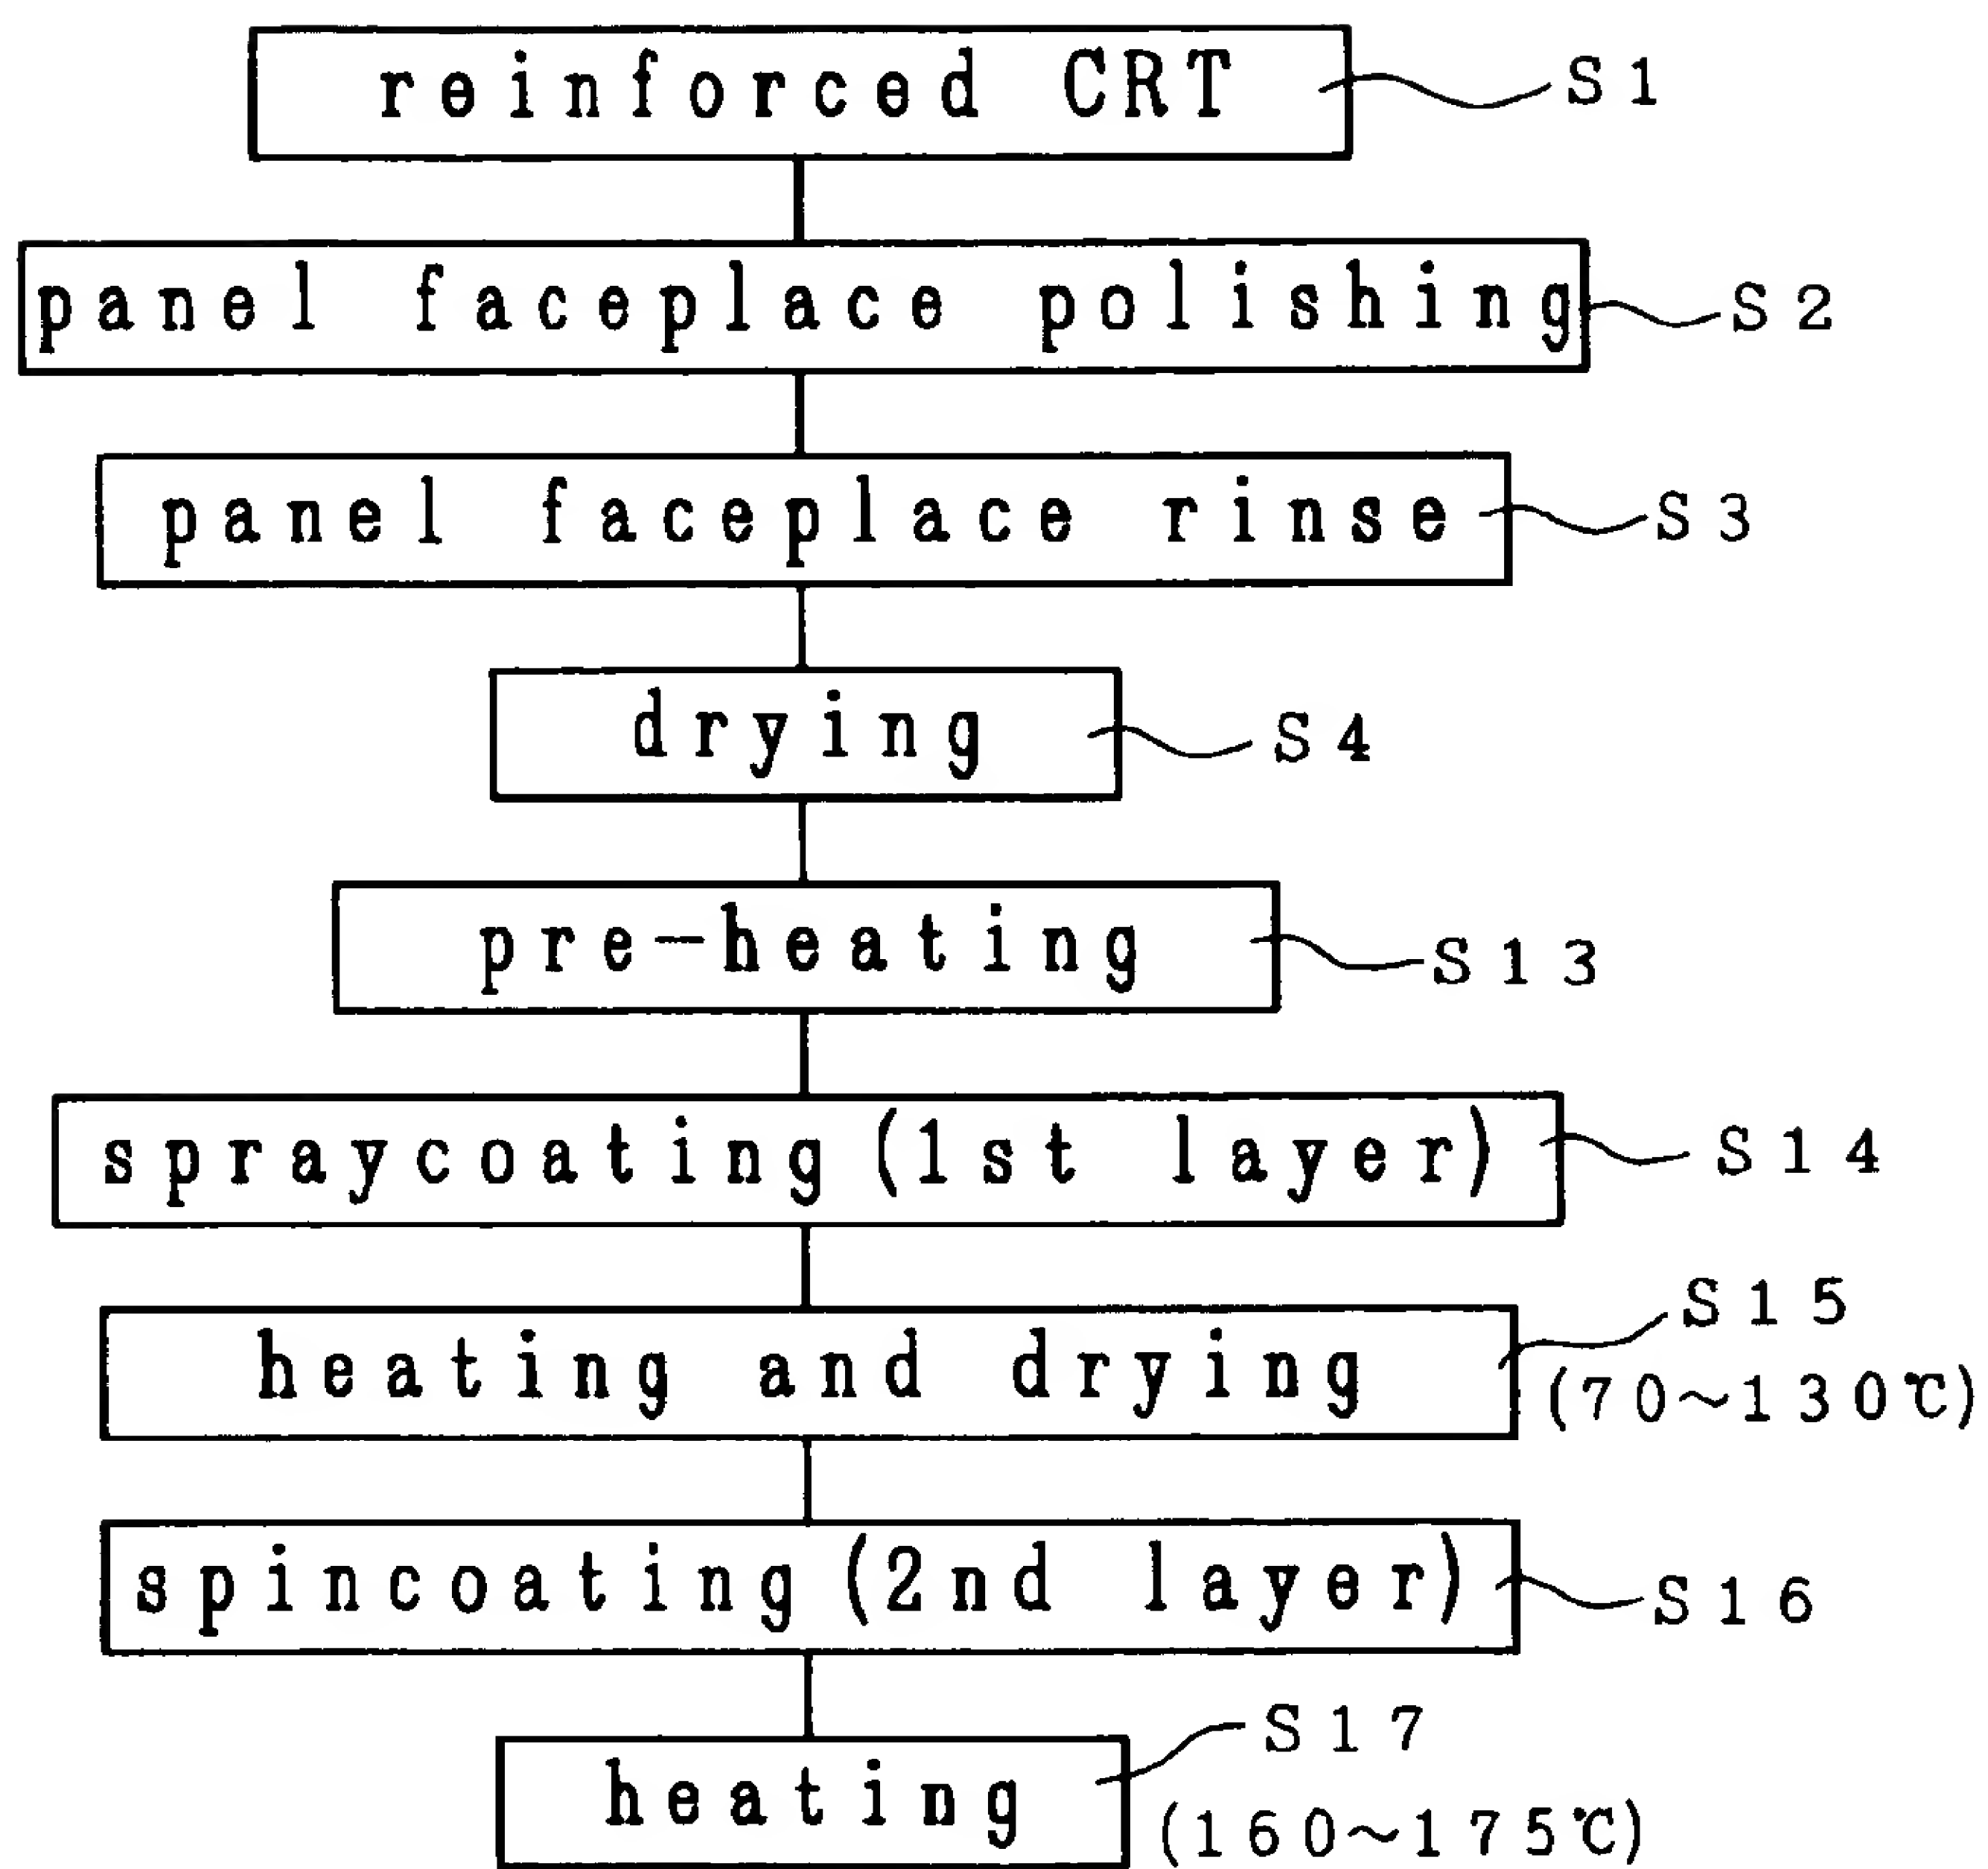 reinforced CRT S1
panel faceplace polishing S2
panel faceplace rinse S3
drying S4
pre-heating S13
spraycoating (1st layer) S14
heating and drying S15
(70~130℃)
spincoating (2nd layer) S16
heating S17
(160~175℃)